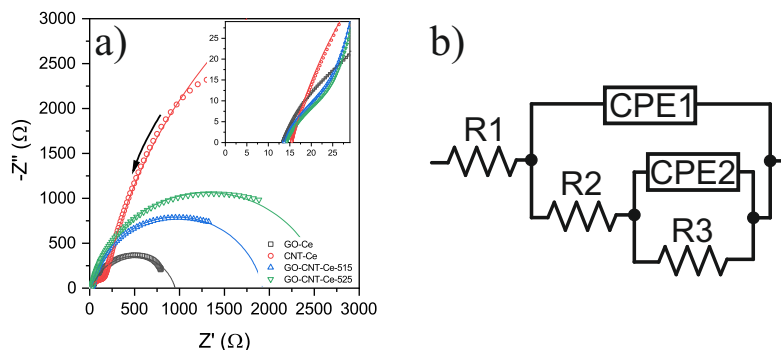 a)
-Z" (Ω)
3000
2500
2000
1500
1000
500
0
0 500 1000 1500 2000 2500 3000
Z' (Ω)
25
20
15
10
5
0
0 5 10 15 20 25
GO-Ce
CNT-Ce
GO-CNT-Ce-515
GO-CNT-Ce-525
b)
CPE1
R1
CPE2
R2
R3